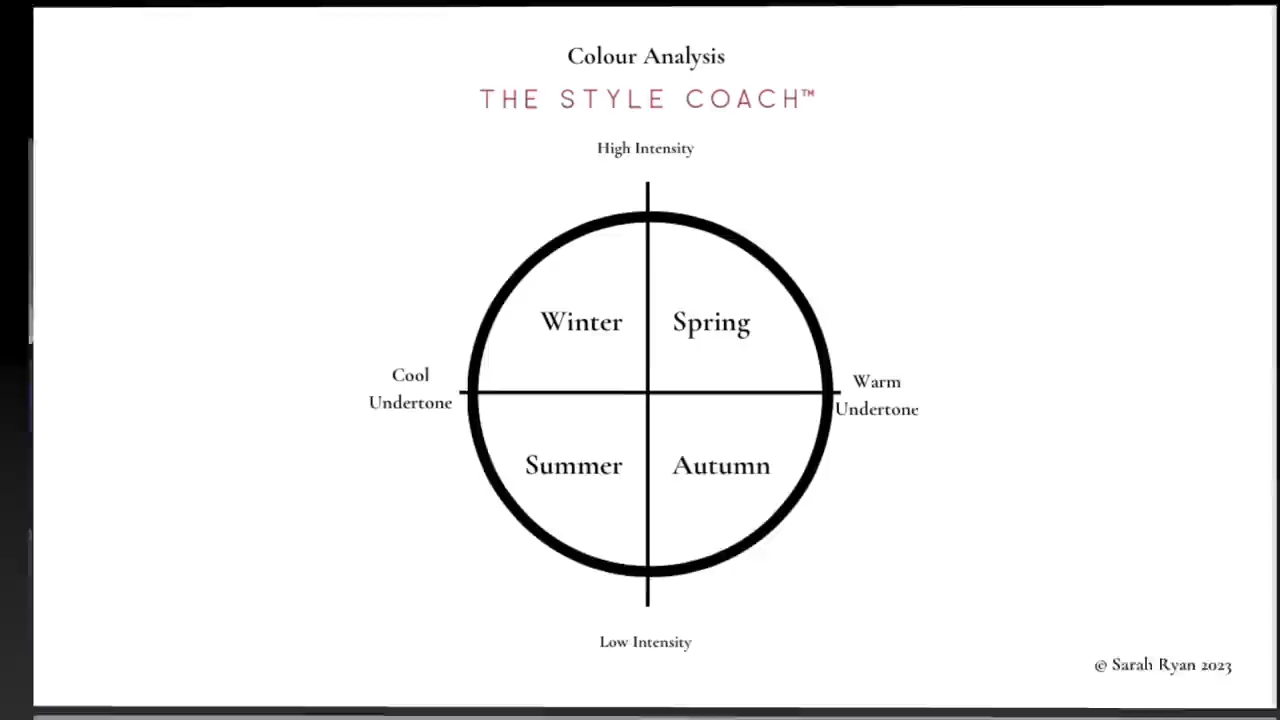 Colour Analysis
THE STYLE COACH™
High Intensity
Winter
Spring
Cool
Undertone
Warm
Undertone
Summer
Autumn
Low Intensity
© Sarah Ryan 2023